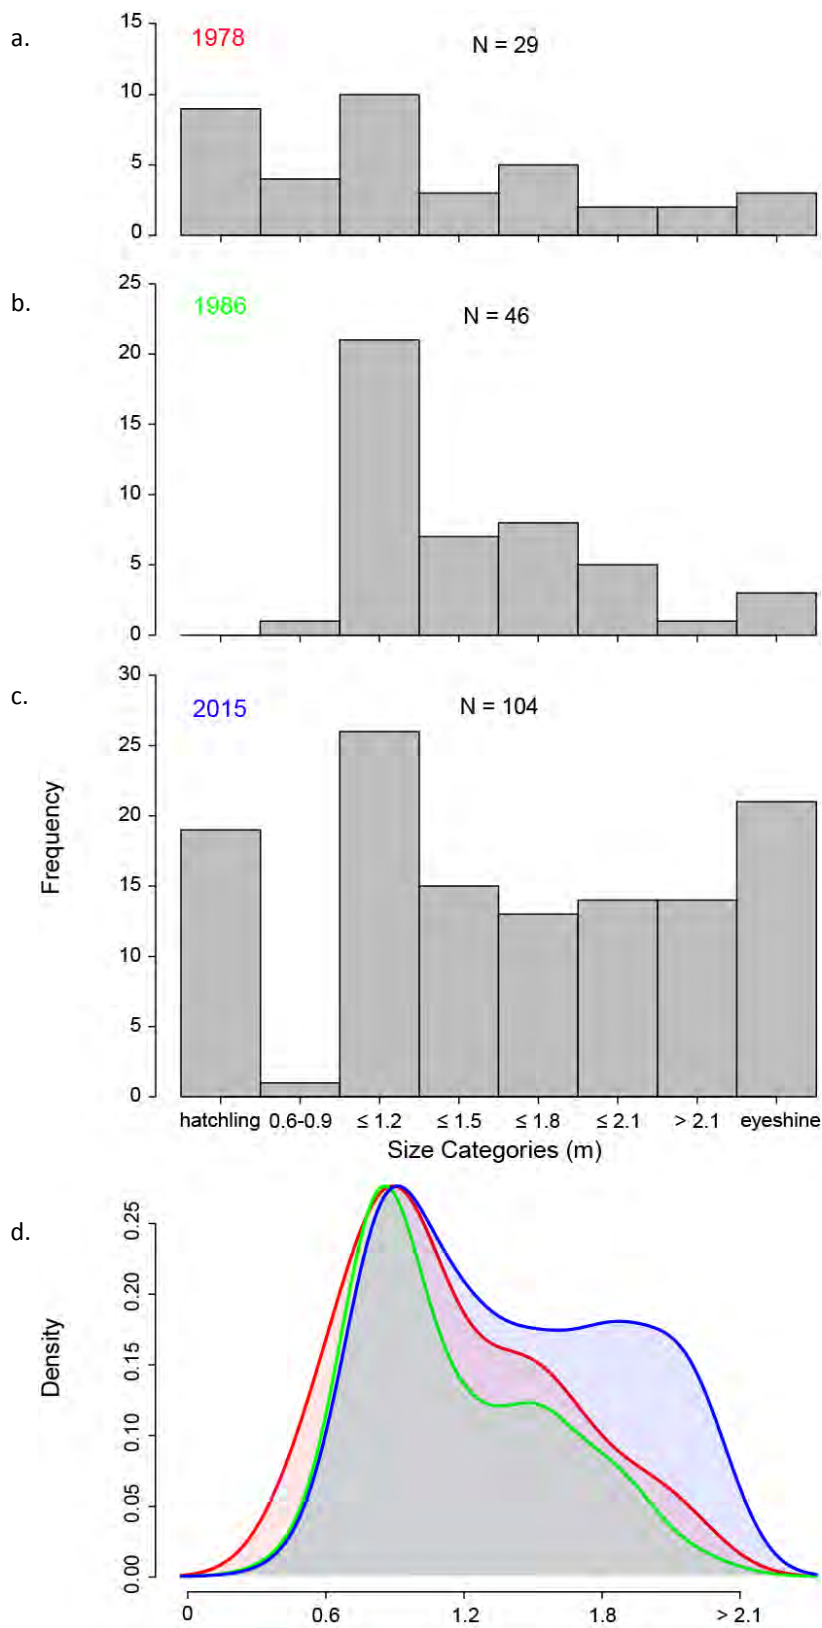 a.
1978
N = 29
15
10
5
0
b.
1986
N = 46
25
20
15
10
5
0
c.
2015
N = 104
30
25
20
15
10
5
0
Frequency
hatchling 0.6-0.9 ≤ 1.2 ≤ 1.5 ≤ 1.8 ≤ 2.1 > 2.1 eyeshine
Size Categories (m)
d.
0.25
0.20
0.15
0.10
0.05
0.00
Density
0 0.6 1.2 1.8 > 2.1